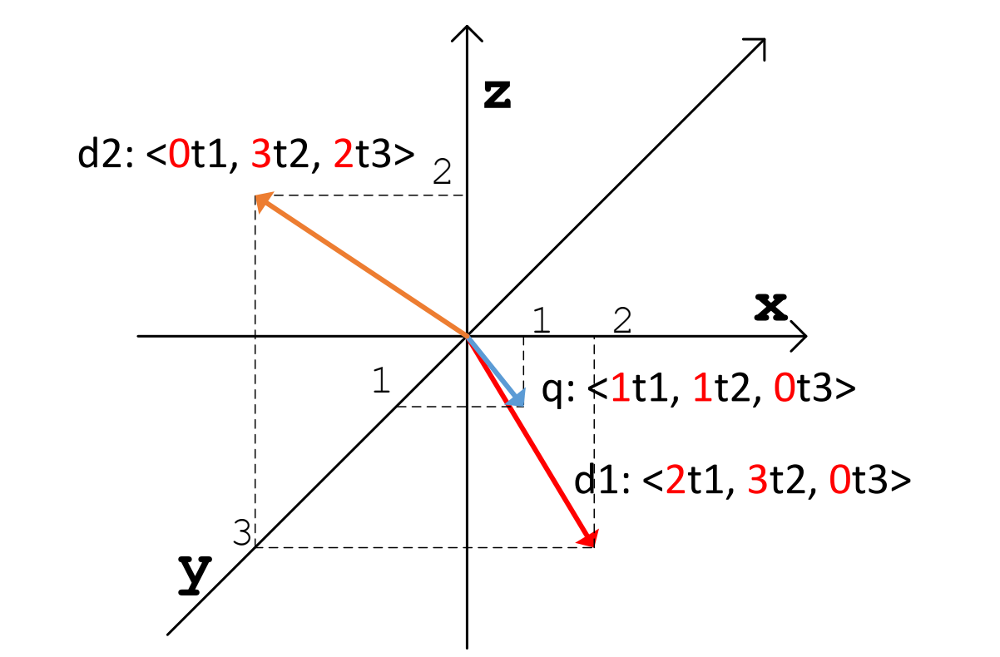 z
d2: <0t1, 3t2, 2t3>
2
x
1
2
1
q: <1t1, 1t2, 0t3>
d1: <2t1, 3t2, 0t3>
3
y